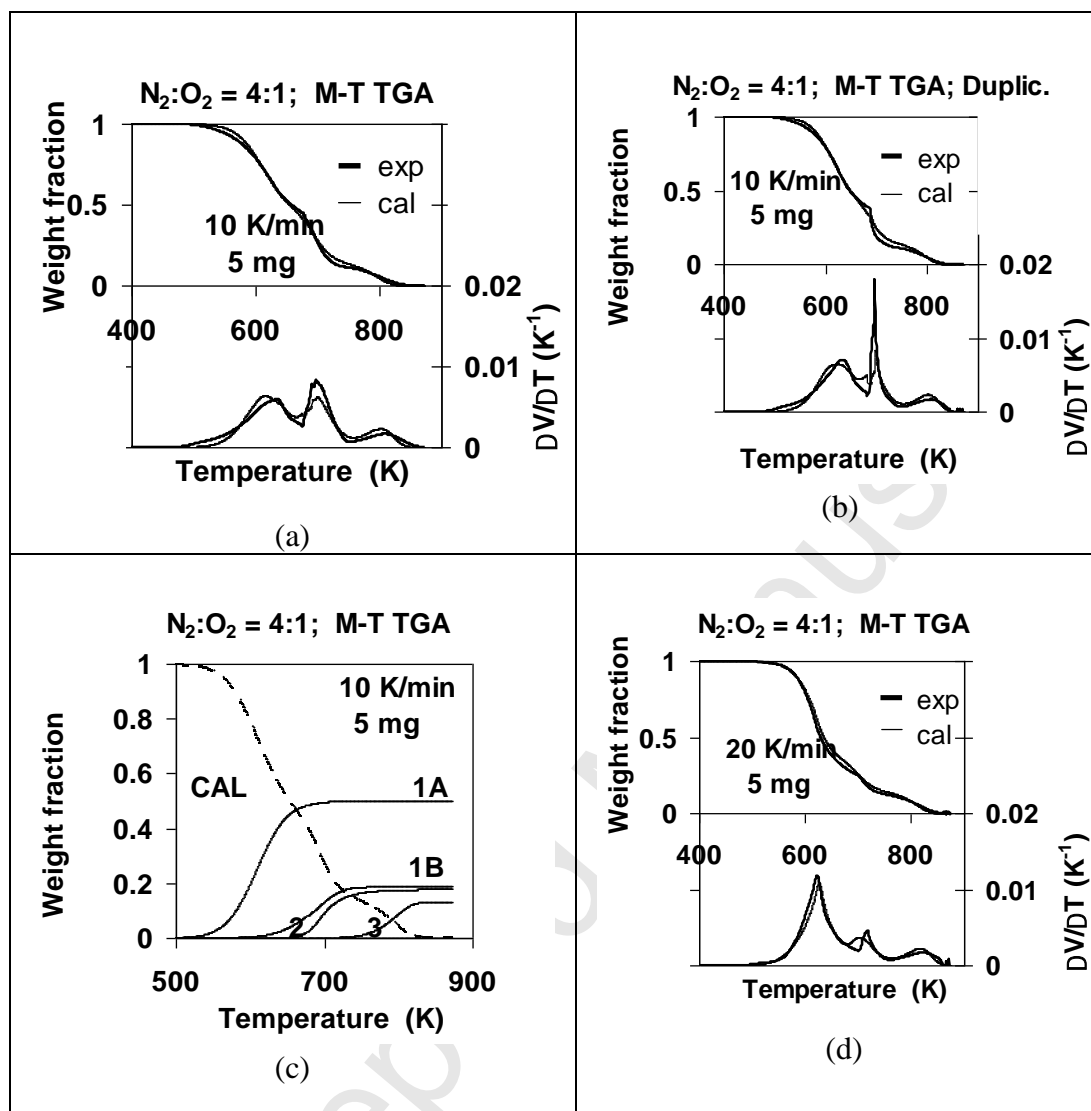 N₂:O₂ = 4:1; M-T TGA
1
0.5
0
Weight fraction
exp
cal
10 K/min
5 mg
0.02
0.01
0
DV/DT (K⁻¹)
400
600
800
Temperature (K)
(a)
N₂:O₂ = 4:1; M-T TGA; Duplic.
1
0.5
0
Weight fraction
exp
cal
10 K/min
5 mg
0.02
0.01
0
DV/DT (K⁻¹)
400
600
800
Temperature (K)
(b)
N₂:O₂ = 4:1; M-T TGA
1
0.8
0.6
0.4
0.2
0
Weight fraction
10 K/min
5 mg
CAL
1A
1B
2
3
500
700
900
Temperature (K)
(c)
N₂:O₂ = 4:1; M-T TGA
1
0.5
0
Weight fraction
exp
cal
20 K/min
5 mg
0.02
0.01
0
DV/DT (K⁻¹)
400
600
800
Temperature (K)
(d)